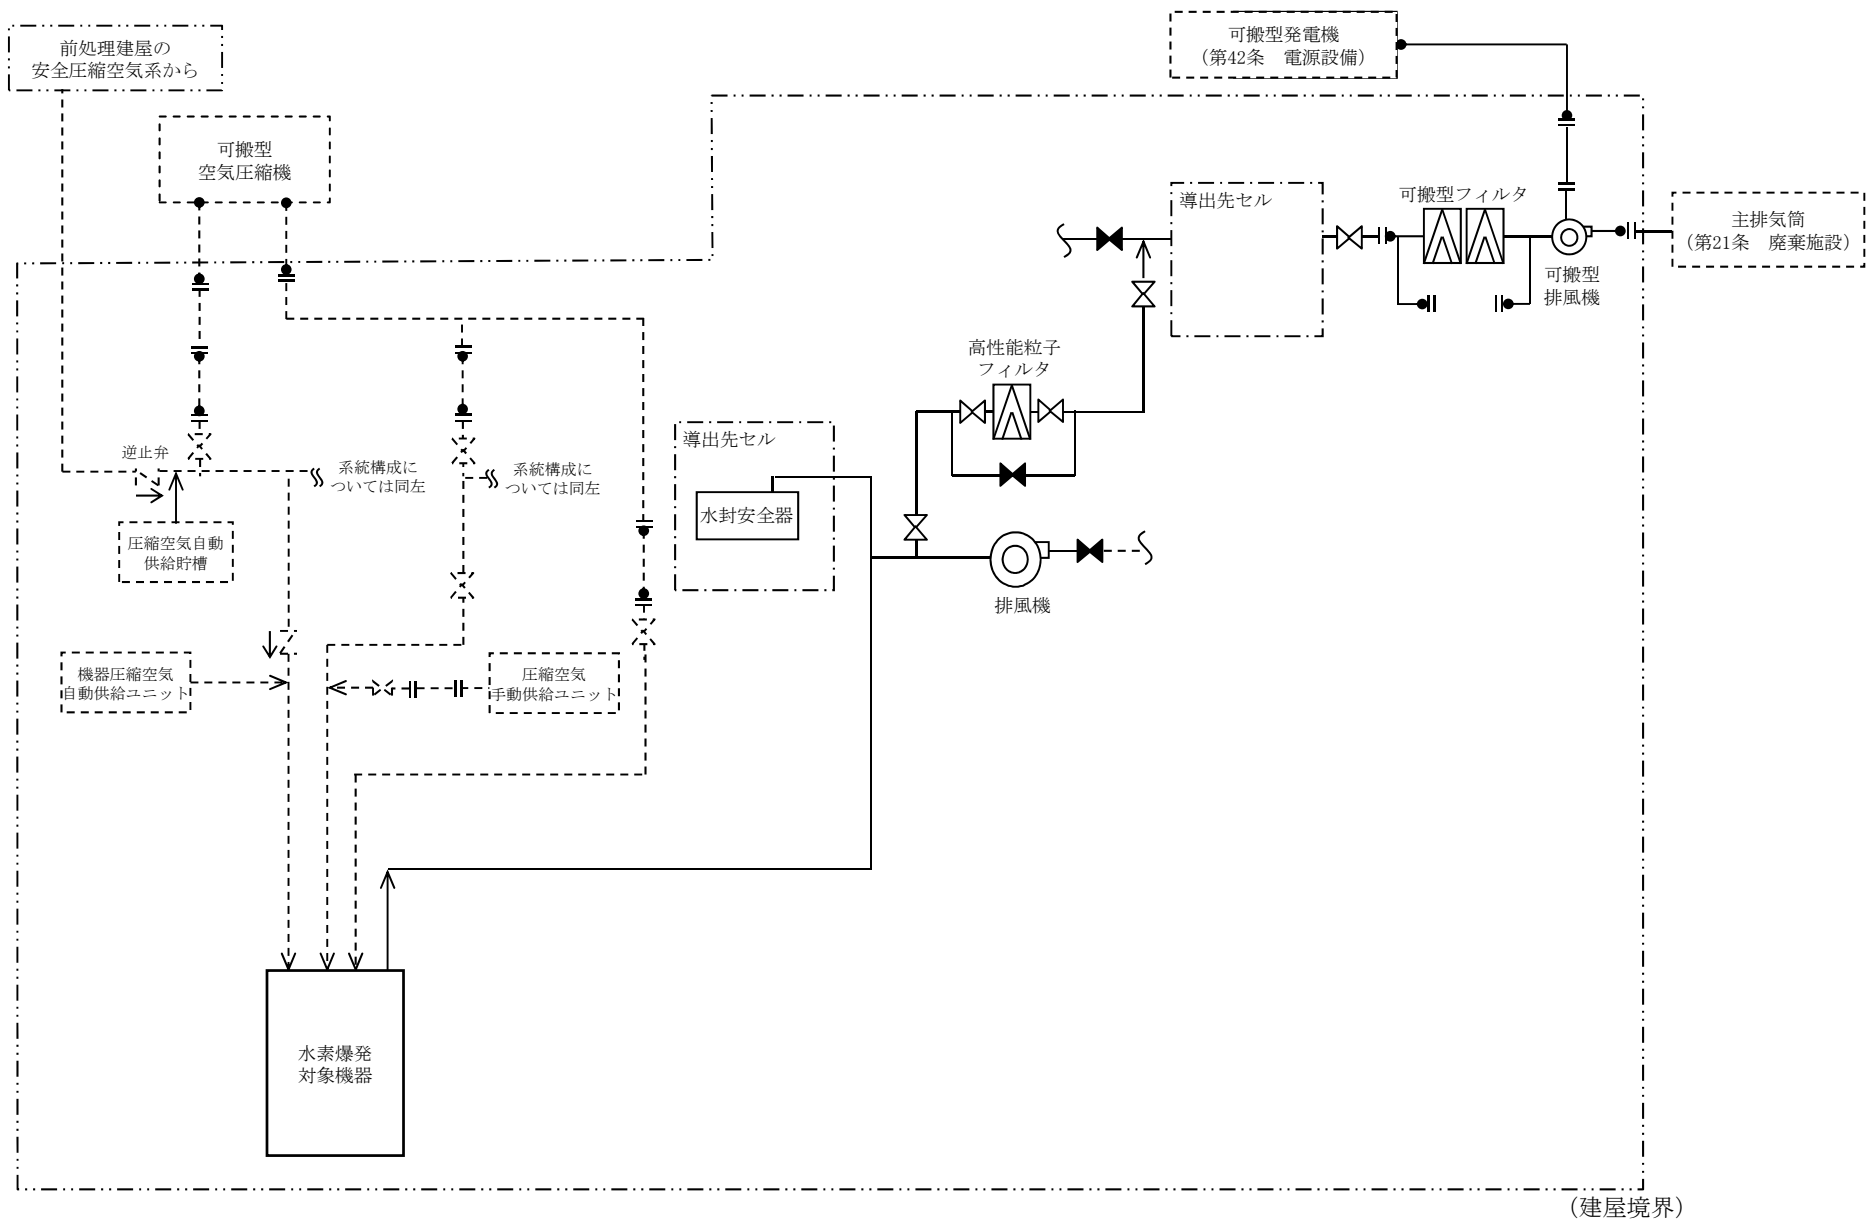 前処理建屋の
安全圧縮空気系から
可搬型発電機
（第42条　電源設備）
可搬型
空気圧縮機
導出先セル
可搬型フィルタ
主排気筒
（第21条　廃棄施設）
可搬型
排風機
高性能粒子
フィルタ
導出先セル
水封安全器
逆止弁
系統構成に
ついては同左
系統構成に
ついては同左
圧縮空気自動
供給貯槽
排風機
機器圧縮空気
自動供給ユニット
圧縮空気
手動供給ユニット
水素爆発
対象機器
（建屋境界）